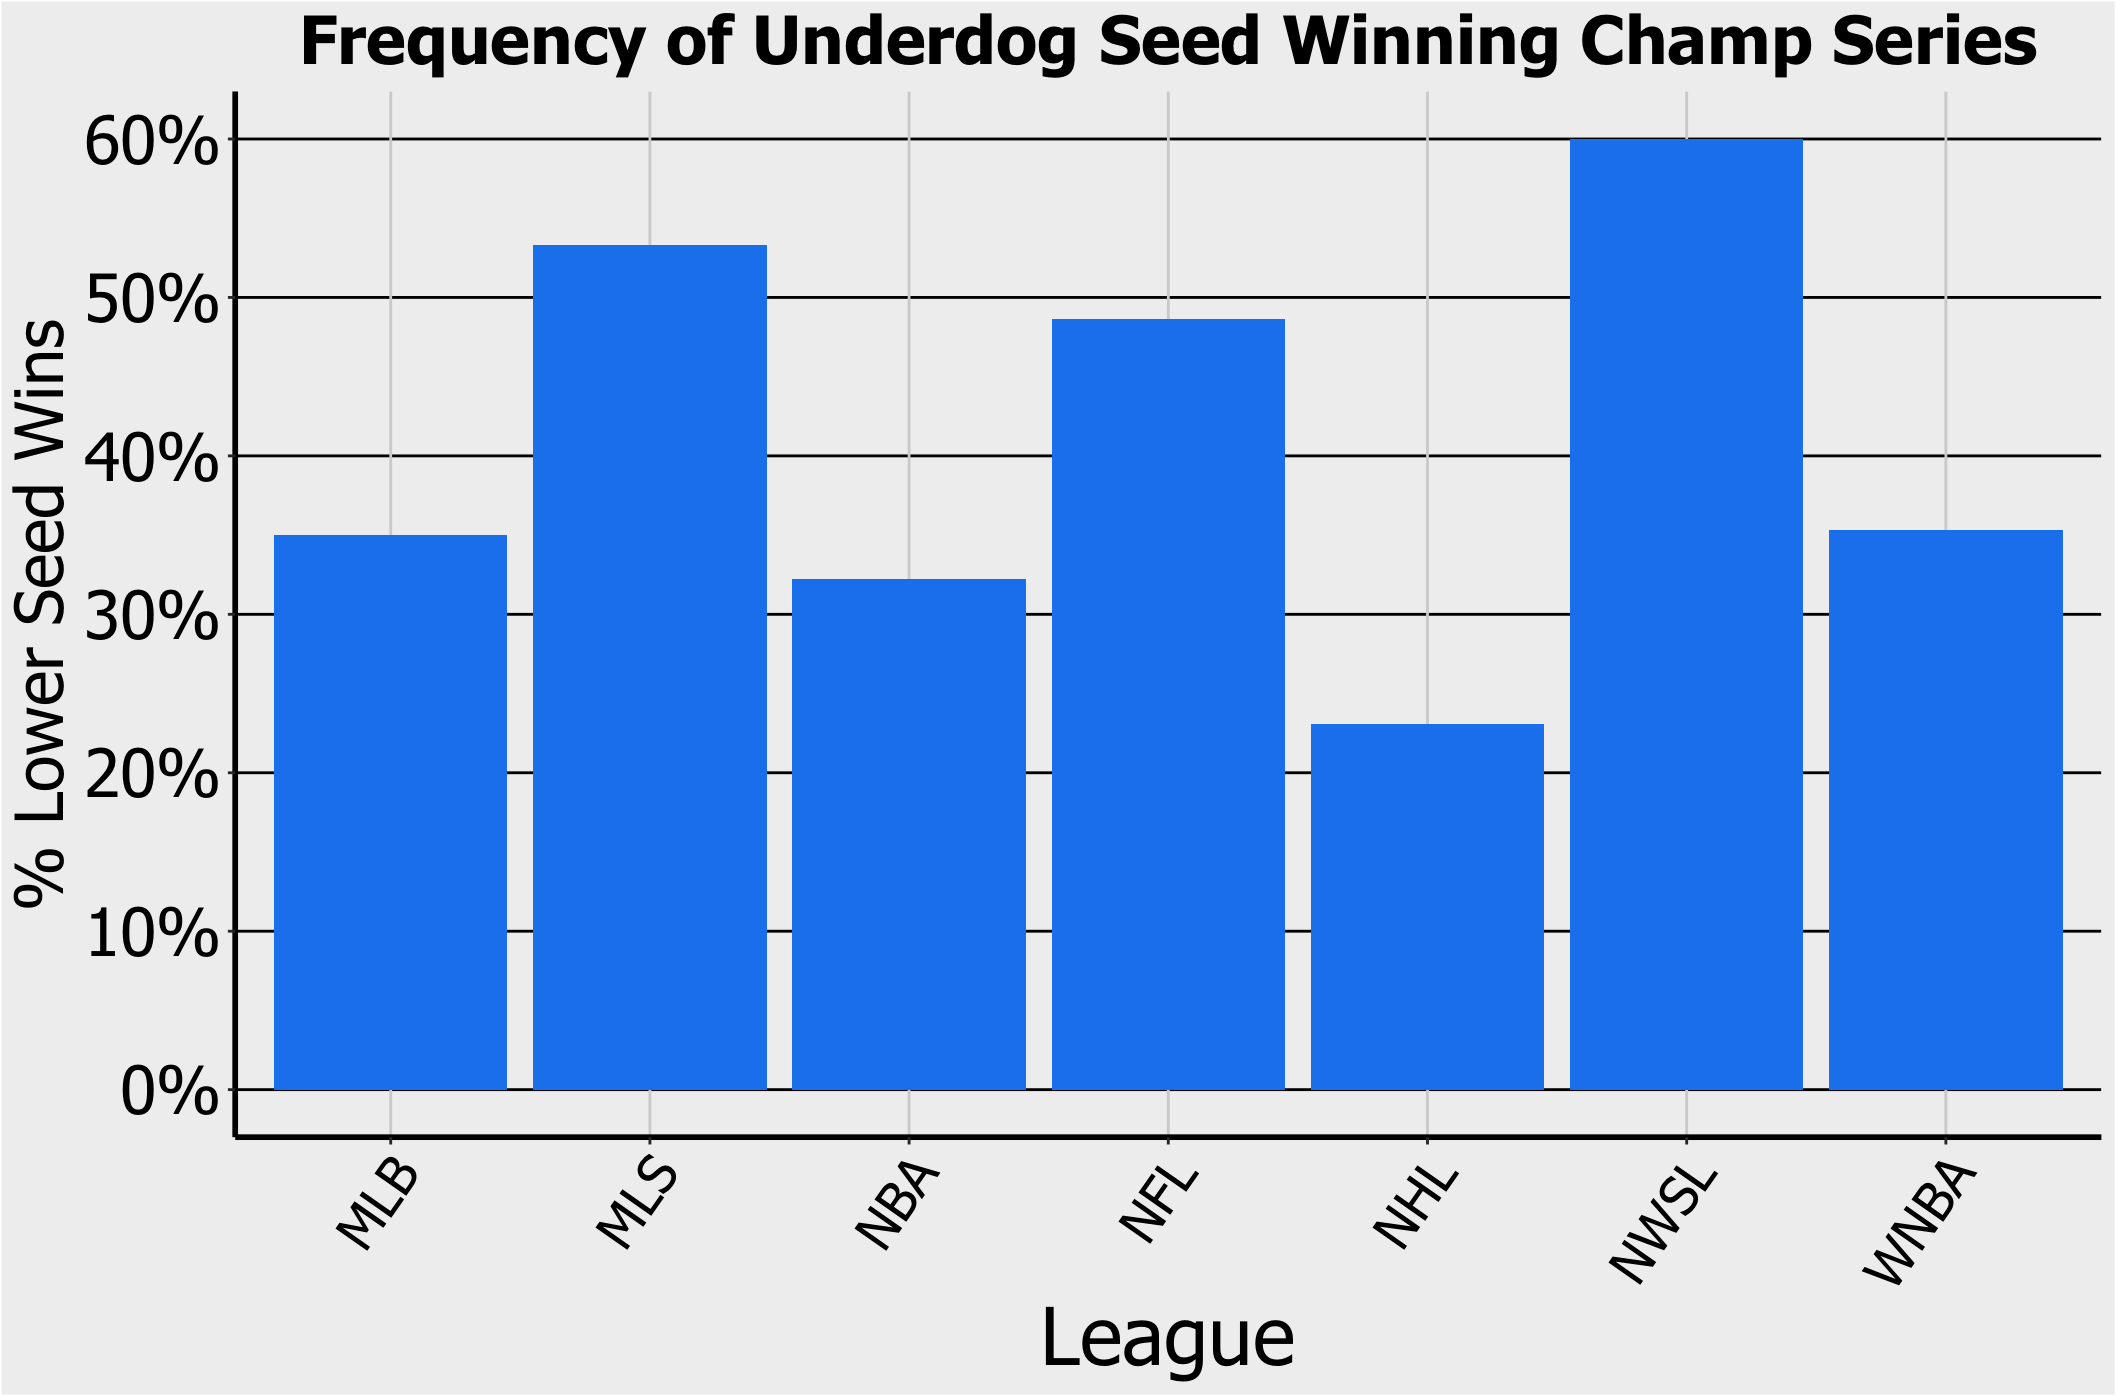 Frequency of Underdog Seed Winning Champ Series
% Lower Seed Wins
60%
50%
40%
30%
20%
10%
0%
MLB
MLS
NBA
NFL
NHL
NWSL
WNBA
League